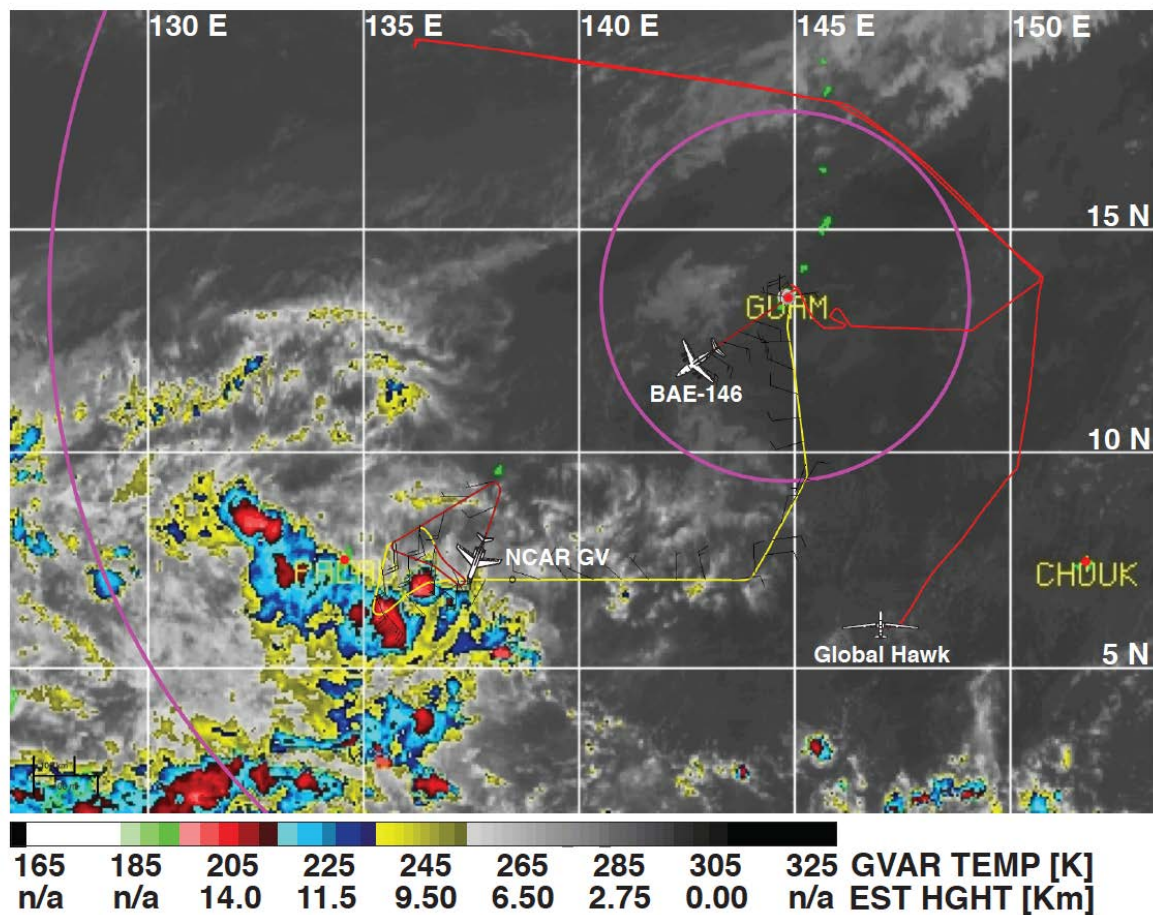 130 E 135 E 140 E 145 E 150 E
15 N
GUAM
BAE-146
10 N
NCAR GV
CHUUK
Global Hawk
5 N
165 185 205 225 245 265 285 305 325 GVAR TEMP [K]
n/a n/a 14.0 11.5 9.50 6.50 2.75 0.00 n/a EST HGHT [Km]